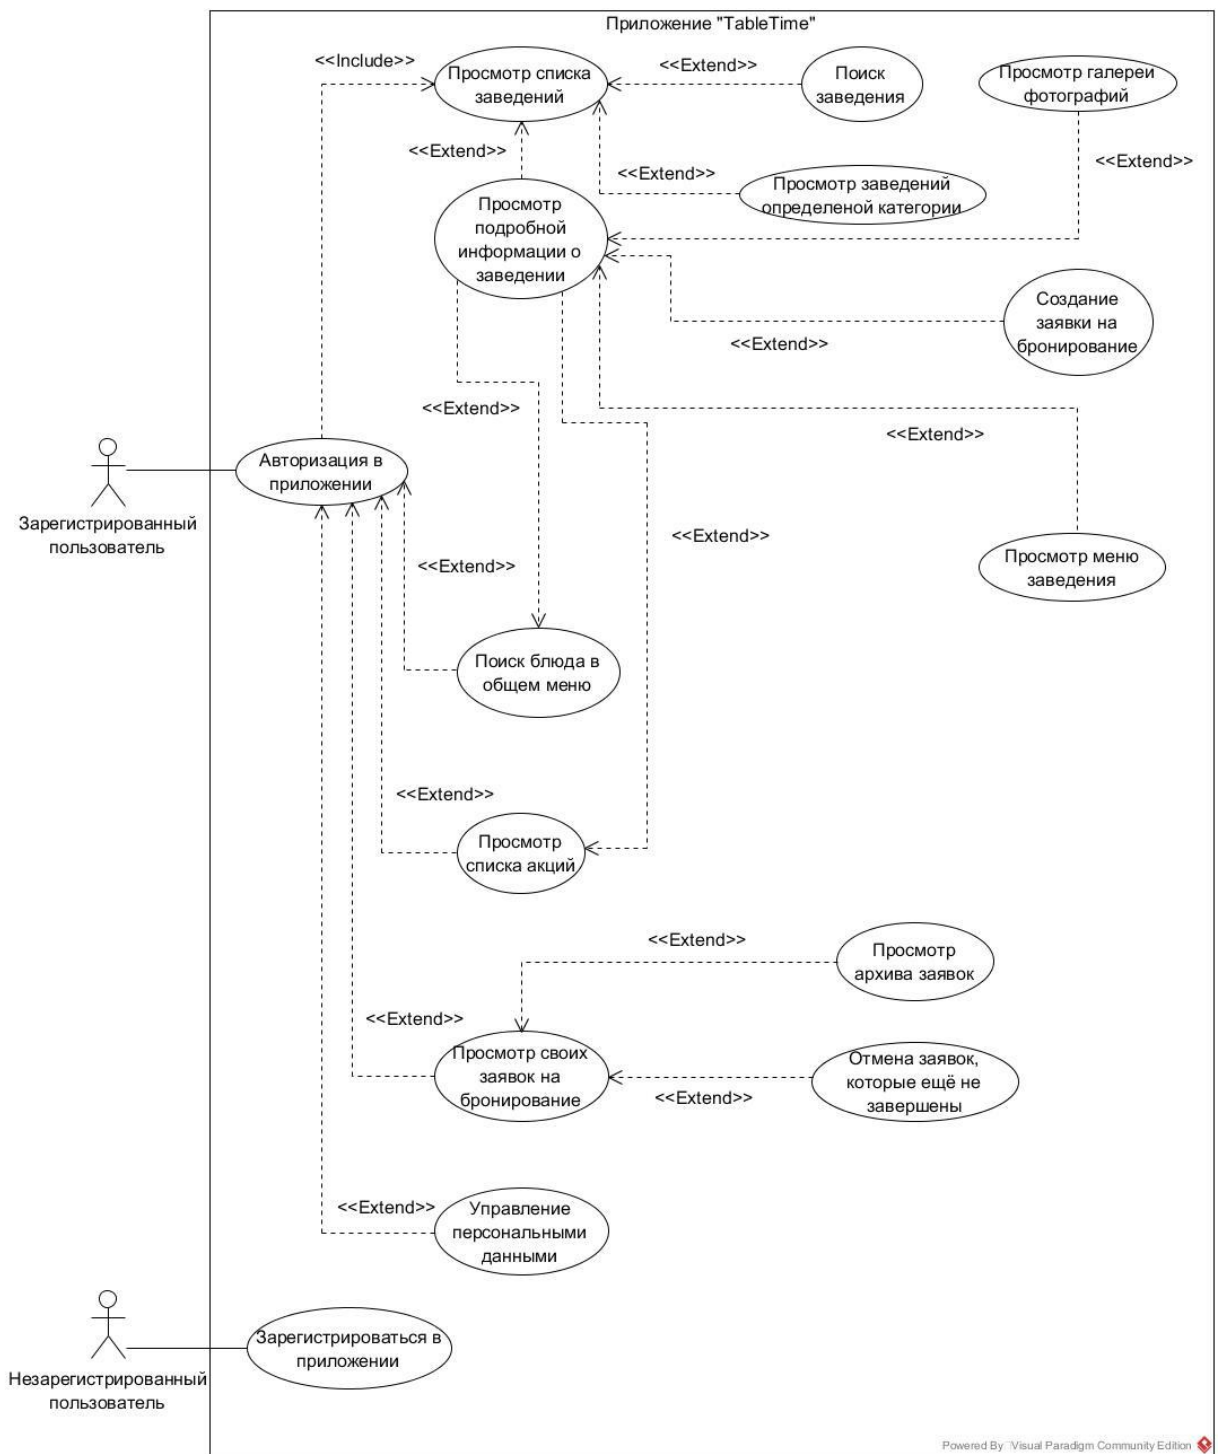 Приложение "TableTime"
<<Include>>
Просмотр списка
заведений
<<Extend>>
Поиск
заведения
Просмотр галереи
фотографий
<<Extend>>
<<Extend>>
<<Extend>>
Просмотр заведений
определеной категории
Просмотр
подробной
информации о
заведении
Создание
заявки на
бронирование
<<Extend>>
<<Extend>>
<<Extend>>
Авторизация в
приложении
Зарегистрированный
пользователь
<<Extend>>
<<Extend>>
Просмотр меню
заведения
Поиск блюда в
общем меню
<<Extend>>
Просмотр
списка акций
<<Extend>>
Просмотр
архива заявок
<<Extend>>
Просмотр своих
заявок на
бронирование
<<Extend>>
Отмена заявок,
которые ещё не
завершены
<<Extend>>
Управление
персональными
данными
Зарегистрироваться в
приложении
Незарегистрированный
пользователь
Powered By Visual Paradigm Community Edition